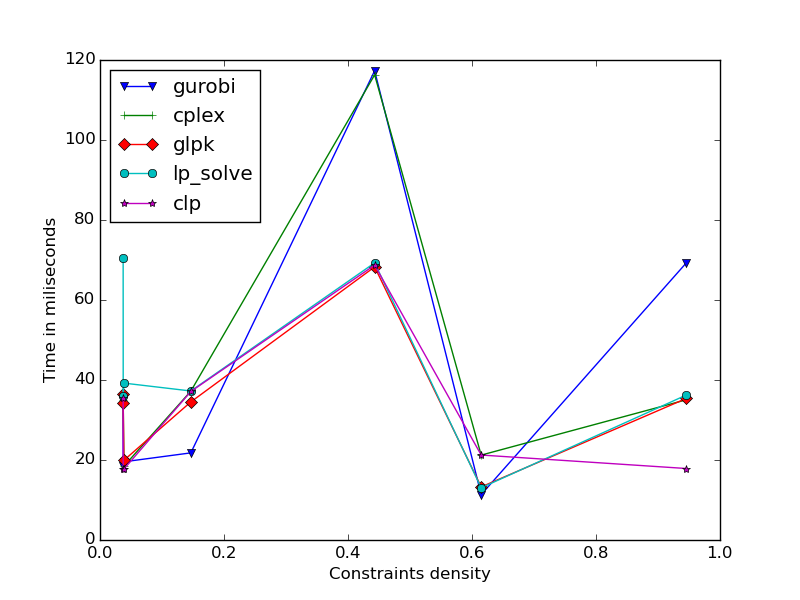 120
100
80
60
40
20
0
gurobi
cplex
glpk
lp_solve
clp
Time in miliseconds
0.0 0.2 0.4 0.6 0.8 1.0
Constraints density